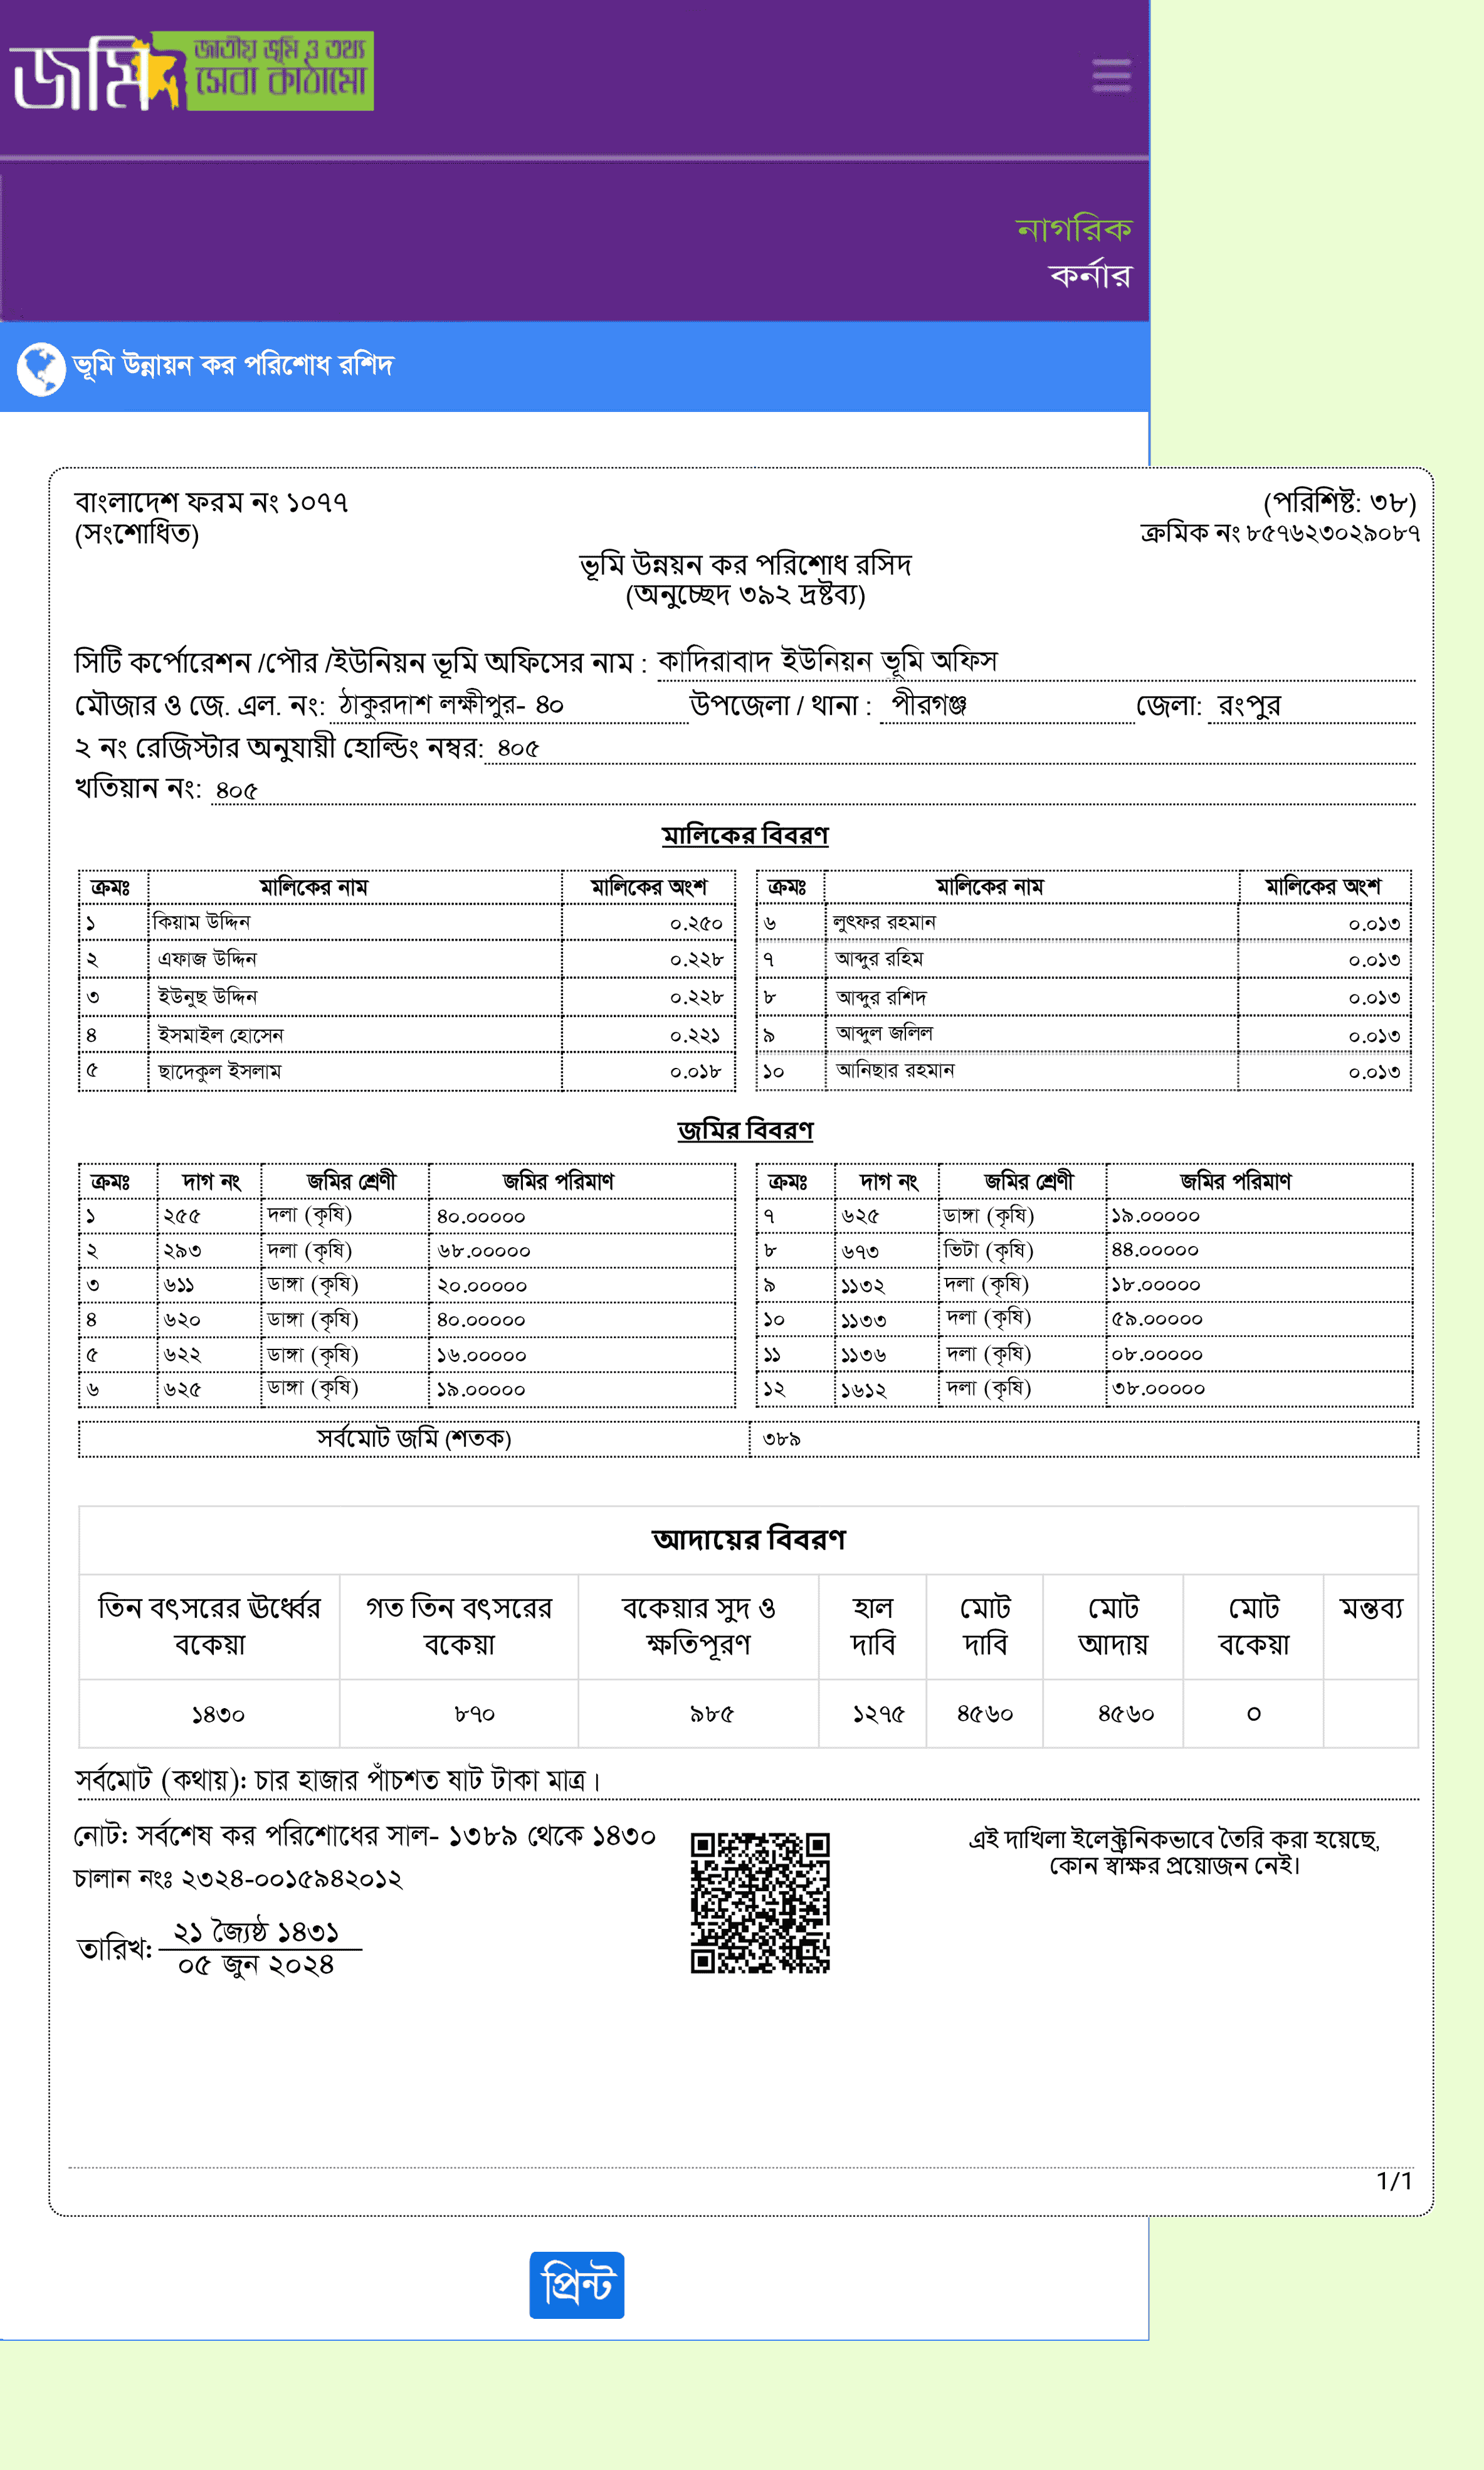 জমি জাতীয় ভূমি ও তথ্য
সেবা কাঠামো
নাগরিক
কর্নার
ভূমি উন্নায়ন কর পরিশোধ রশিদ
বাংলাদেশ ফরম নং ১০৭৭
(সংশোধিত)
(পরিশিষ্ট: ৩৮)
ক্রমিক নং ৮৫৭৬২৩০২৯০৮৭
ভূমি উন্নয়ন কর পরিশোধ রসিদ
(অনুচ্ছেদ ৩৯২ দ্রষ্টব্য)
সিটি কর্পোরেশন /পৌর /ইউনিয়ন ভূমি অফিসের নাম : কাদিরাবাদ ইউনিয়ন ভূমি অফিস
মৌজার ও জে. এল. নং: ঠাকুরদাশ লক্ষীপুর- ৪০ উপজেলা / থানা : পীরগঞ্জ জেলা: রংপুর
২ নং রেজিস্টার অনুযায়ী হোল্ডিং নম্বর: ৪০৫
খতিয়ান নং: ৪০৫
মালিকের বিবরণ
ক্রমঃ মালিকের নাম মালিকের অংশ ক্রমঃ মালিকের নাম মালিকের অংশ
১ কিয়াম উদ্দিন ০.২৫০ ৬ লুৎফর রহমান ০.০১৩
২ এফাজ উদ্দিন ০.২২৮ ৭ আব্দুর রহিম ০.০১৩
৩ ইউনুছ উদ্দিন ০.২২৮ ৮ আব্দুর রশিদ ০.০১৩
৪ ইসমাইল হোসেন ০.২২১ ৯ আব্দুল জলিল ০.০১৩
৫ ছাদেকুল ইসলাম ০.০১৮ ১০ আনিছার রহমান ০.০১৩
জমির বিবরণ
ক্রমঃ দাগ নং জমির শ্রেণী জমির পরিমাণ ক্রমঃ দাগ নং জমির শ্রেণী জমির পরিমাণ
১ ২৫৫ দলা (কৃষি) ৪০.০০০০০ ৭ ৬২৫ ডাঙ্গা (কৃষি) ১৯.০০০০০
২ ২৯৩ দলা (কৃষি) ৬৮.০০০০০ ৮ ৬৭৩ ভিটা (কৃষি) ৪৪.০০০০০
৩ ৬১১ ডাঙ্গা (কৃষি) ২০.০০০০০ ৯ ১১৩২ দলা (কৃষি) ১৮.০০০০০
৪ ৬২০ ডাঙ্গা (কৃষি) ৪০.০০০০০ ১০ ১১৩৩ দলা (কৃষি) ৫৯.০০০০০
৫ ৬২২ ডাঙ্গা (কৃষি) ১৬.০০০০০ ১১ ১১৩৬ দলা (কৃষি) ০৮.০০০০০
৬ ৬২৫ ডাঙ্গা (কৃষি) ১৯.০০০০০ ১২ ১৬১২ দলা (কৃষি) ৩৮.০০০০০
সর্বমোট জমি (শতক) ৩৮৯
আদায়ের বিবরণ
তিন বৎসরের ঊর্ধ্বের গত তিন বৎসরের বকেয়ার সুদ ও হাল মোট মোট মোট মন্তব্য
বকেয়া বকেয়া ক্ষতিপূরণ দাবি দাবি আদায় বকেয়া
১৪৩০ ৮৭০ ৯৮৫ ১২৭৫ ৪৫৬০ ৪৫৬০ ০
সর্বমোট (কথায়): চার হাজার পাঁচশত ষাট টাকা মাত্র।
নোট: সর্বশেষ কর পরিশোধের সাল- ১৩৮৯ থেকে ১৪৩০
চালান নংঃ ২৩২৪-০০১৫৯৪২০১২
তারিখ: ২১ জ্যৈষ্ঠ ১৪৩১
০৫ জুন ২০২৪
এই দাখিলা ইলেক্ট্রনিকভাবে তৈরি করা হয়েছে,
কোন স্বাক্ষর প্রয়োজন নেই।
1/1
প্রিন্ট